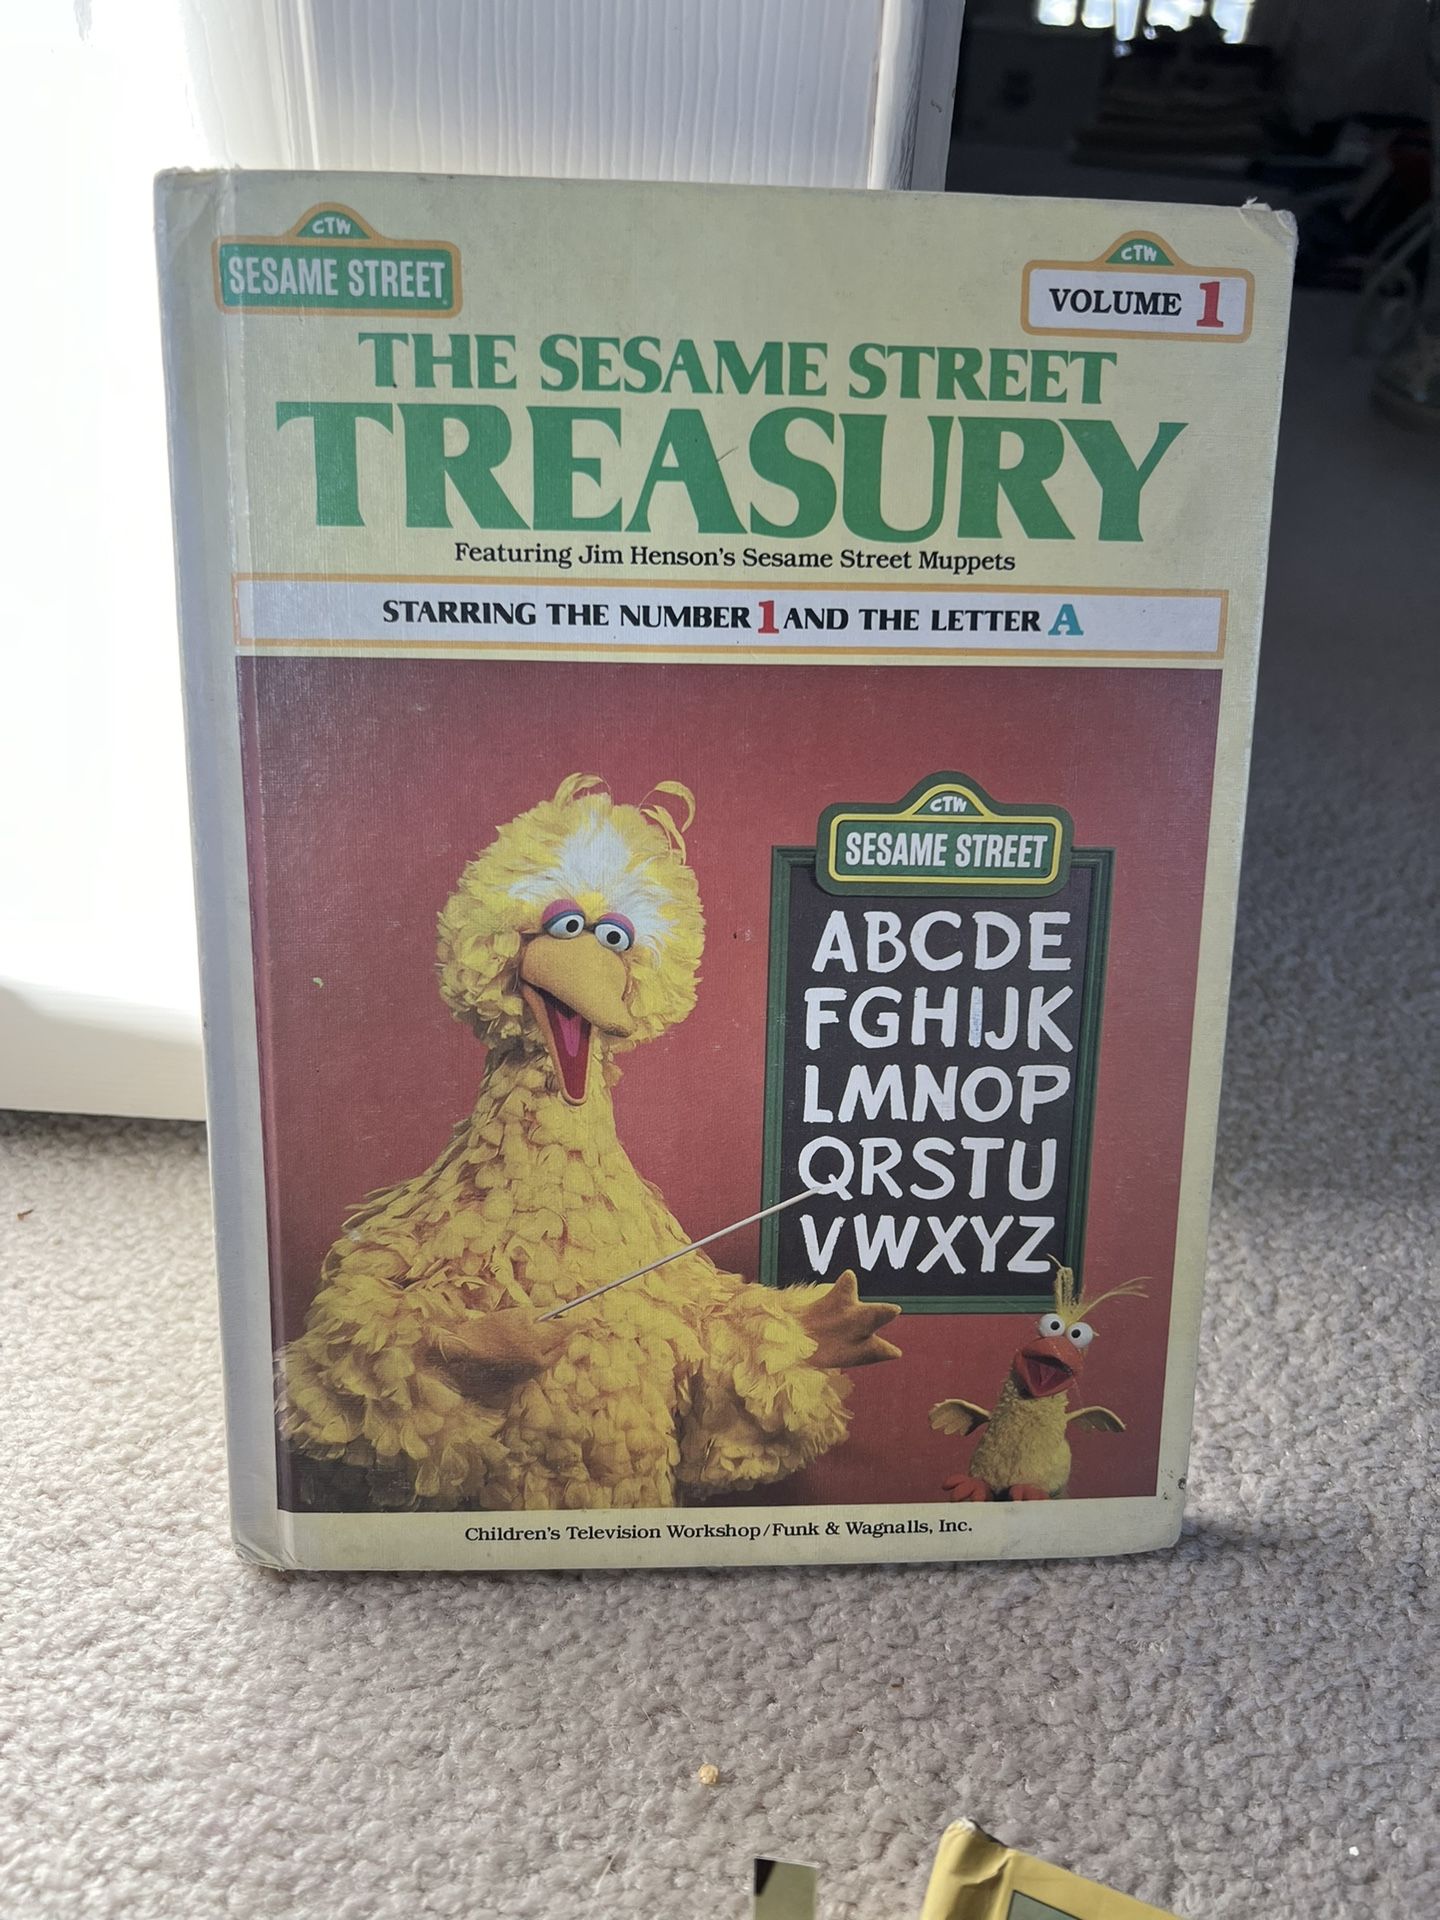 CTW
SESAME STREET
CTW
VOLUME 1
THE SESAME STREET
TREASURY
Featuring Jim Henson's Sesame Street Muppets
STARRING THE NUMBER 1 AND THE LETTER A
CTW
SESAME STREET
ABCDE
FGHIJK
LMNOP
QRSTU
VWXYZ
Children's Television Workshop/Funk & Wagnalls, Inc.